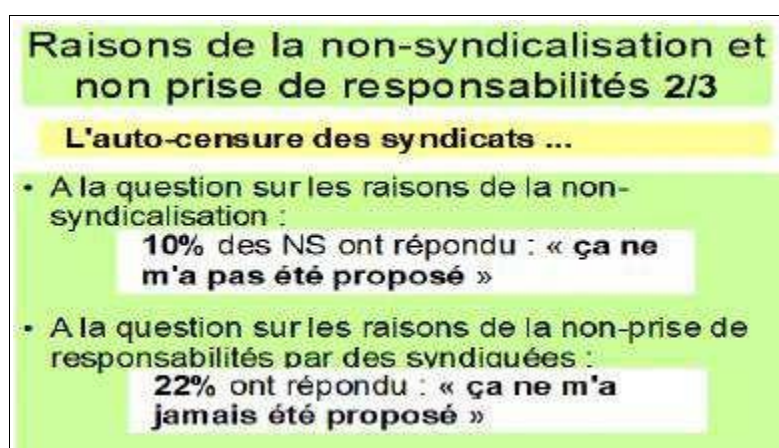 Raisons de la non-syndicalisation et
non prise de responsabilités 2/3
L'auto-censure des syndicats ...
• A la question sur les raisons de la non-
syndicalisation :
10% des NS ont répondu : « ça ne
m'a pas été proposé »
• A la question sur les raisons de la non-prise de
responsabilités par des syndiquées :
22% ont répondu : « ça ne m'a
jamais été proposé »